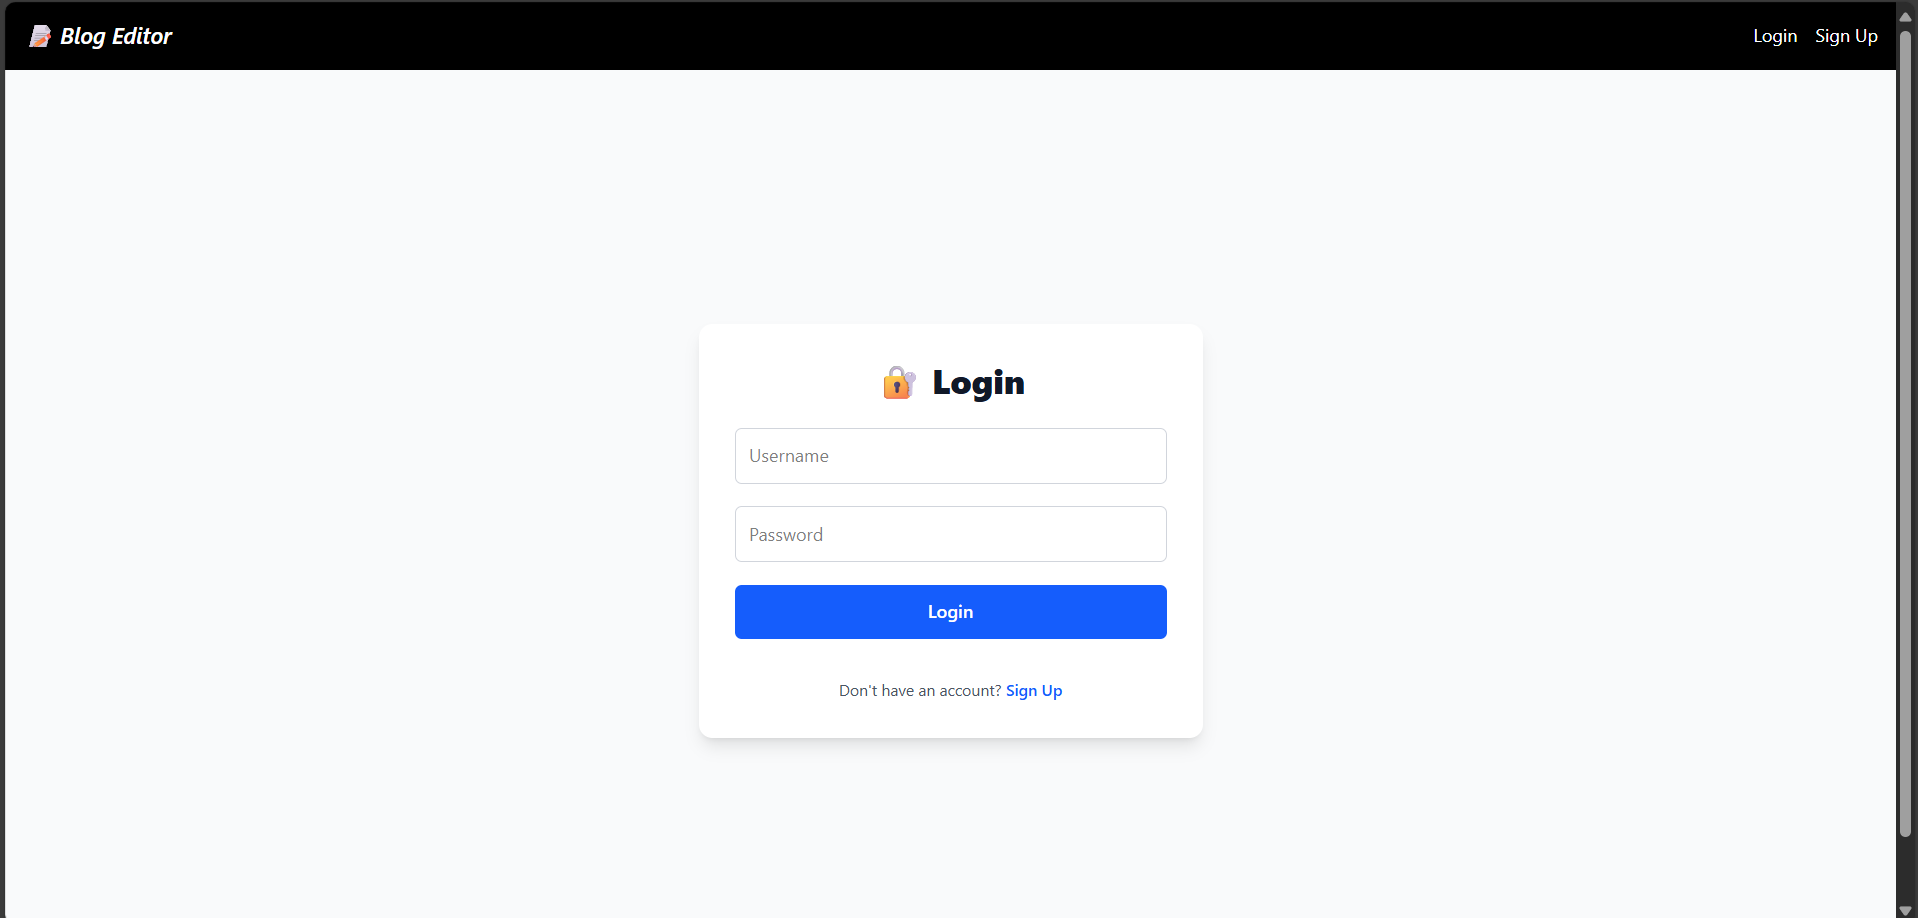 Blog Editor
Login
Sign Up
Login
Username
Password
Login
Don't have an account? Sign Up